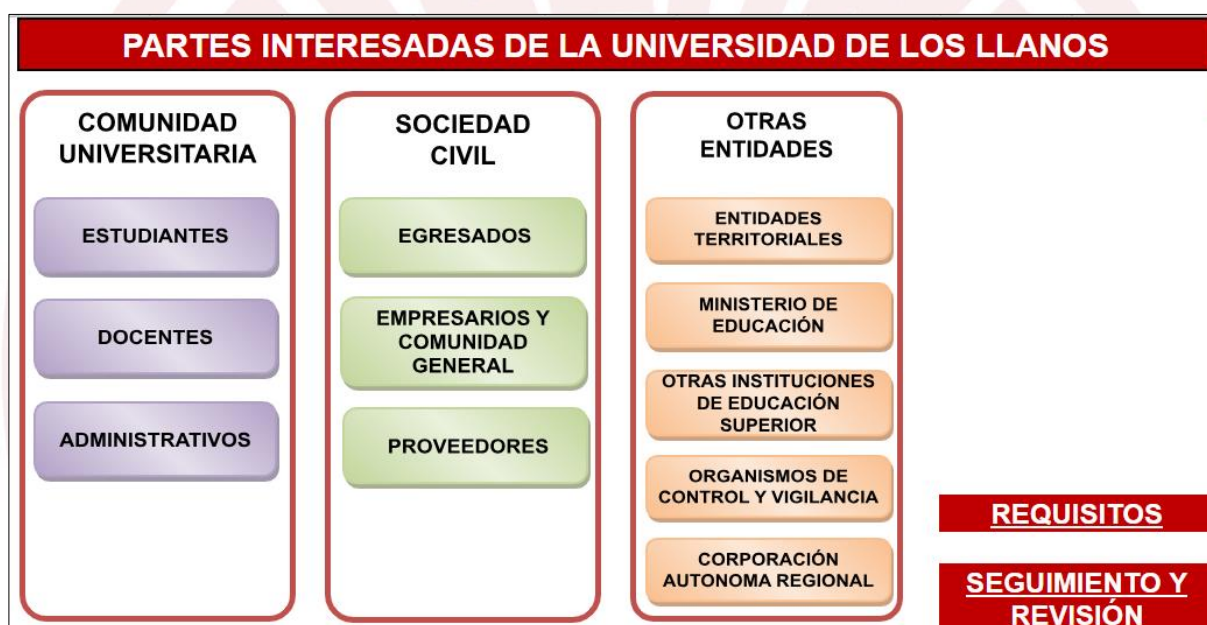 PARTES INTERESADAS DE LA UNIVERSIDAD DE LOS LLANOS
COMUNIDAD
UNIVERSITARIA
ESTUDIANTES
DOCENTES
ADMINISTRATIVOS
SOCIEDAD
CIVIL
EGRESADOS
EMPRESARIOS Y
COMUNIDAD
GENERAL
PROVEEDORES
OTRAS
ENTIDADES
ENTIDADES
TERRITORIALES
MINISTERIO DE
EDUCACIÓN
OTRAS INSTITUCIONES
DE EDUCACIÓN
SUPERIOR
ORGANISMOS DE
CONTROL Y VIGILANCIA
CORPORACIÓN
AUTONOMA REGIONAL
REQUISITOS
SEGUIMIENTO Y
REVISIÓN